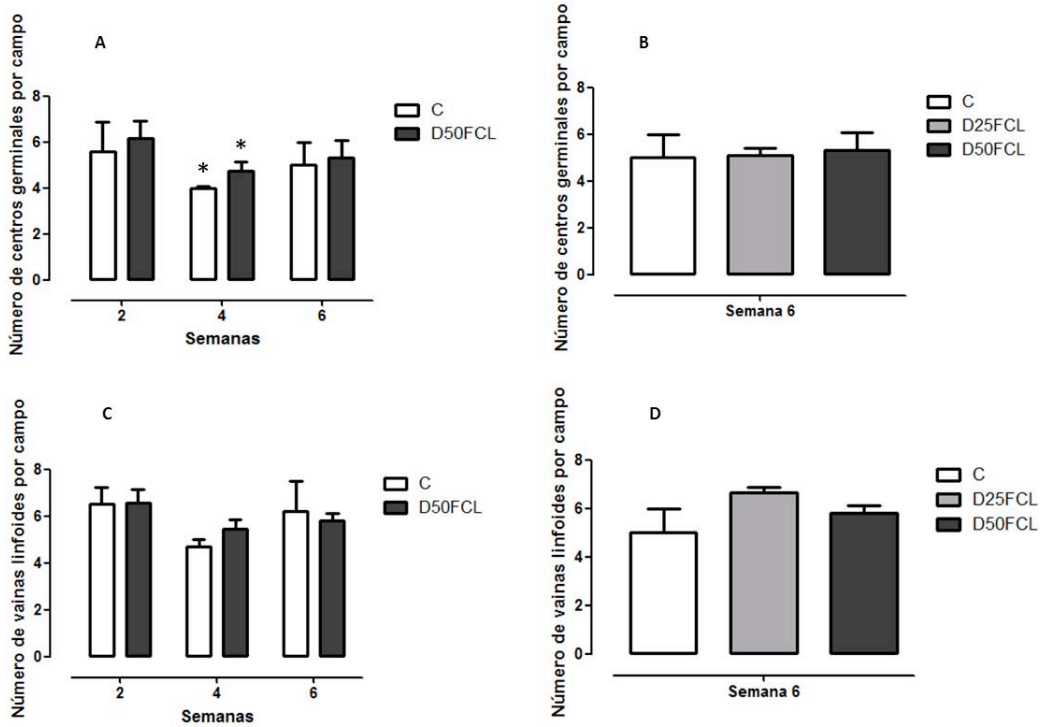 A
Número de centros germinales por campo
8
6
4
2
0
*
*
2
4
6
Semanas
C
D50FCL
B
Número de centros germinales por campo
8
6
4
2
0
Semana 6
C
D25FCL
D50FCL
C
Número de vainas linfoides por campo
8
6
4
2
0
2
4
6
Semanas
C
D50FCL
D
Número de vainas linfoides por campo
8
6
4
2
0
Semana 6
C
D25FCL
D50FCL